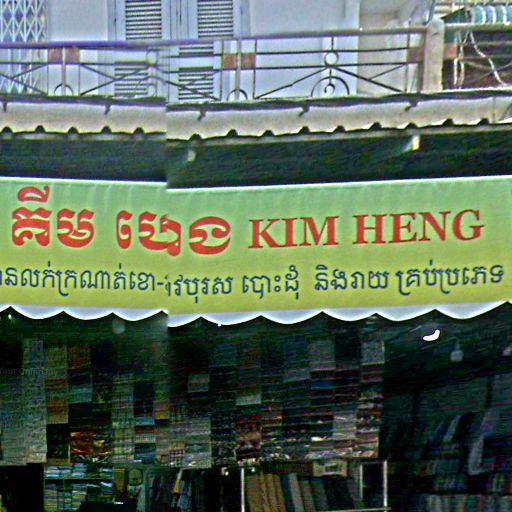 គីម ហេង KIM HENG
នលក់ក្រណាត់ខោ-អាវបុរស បោះដុំ និងរាយ គ្រប់ប្រភេទ